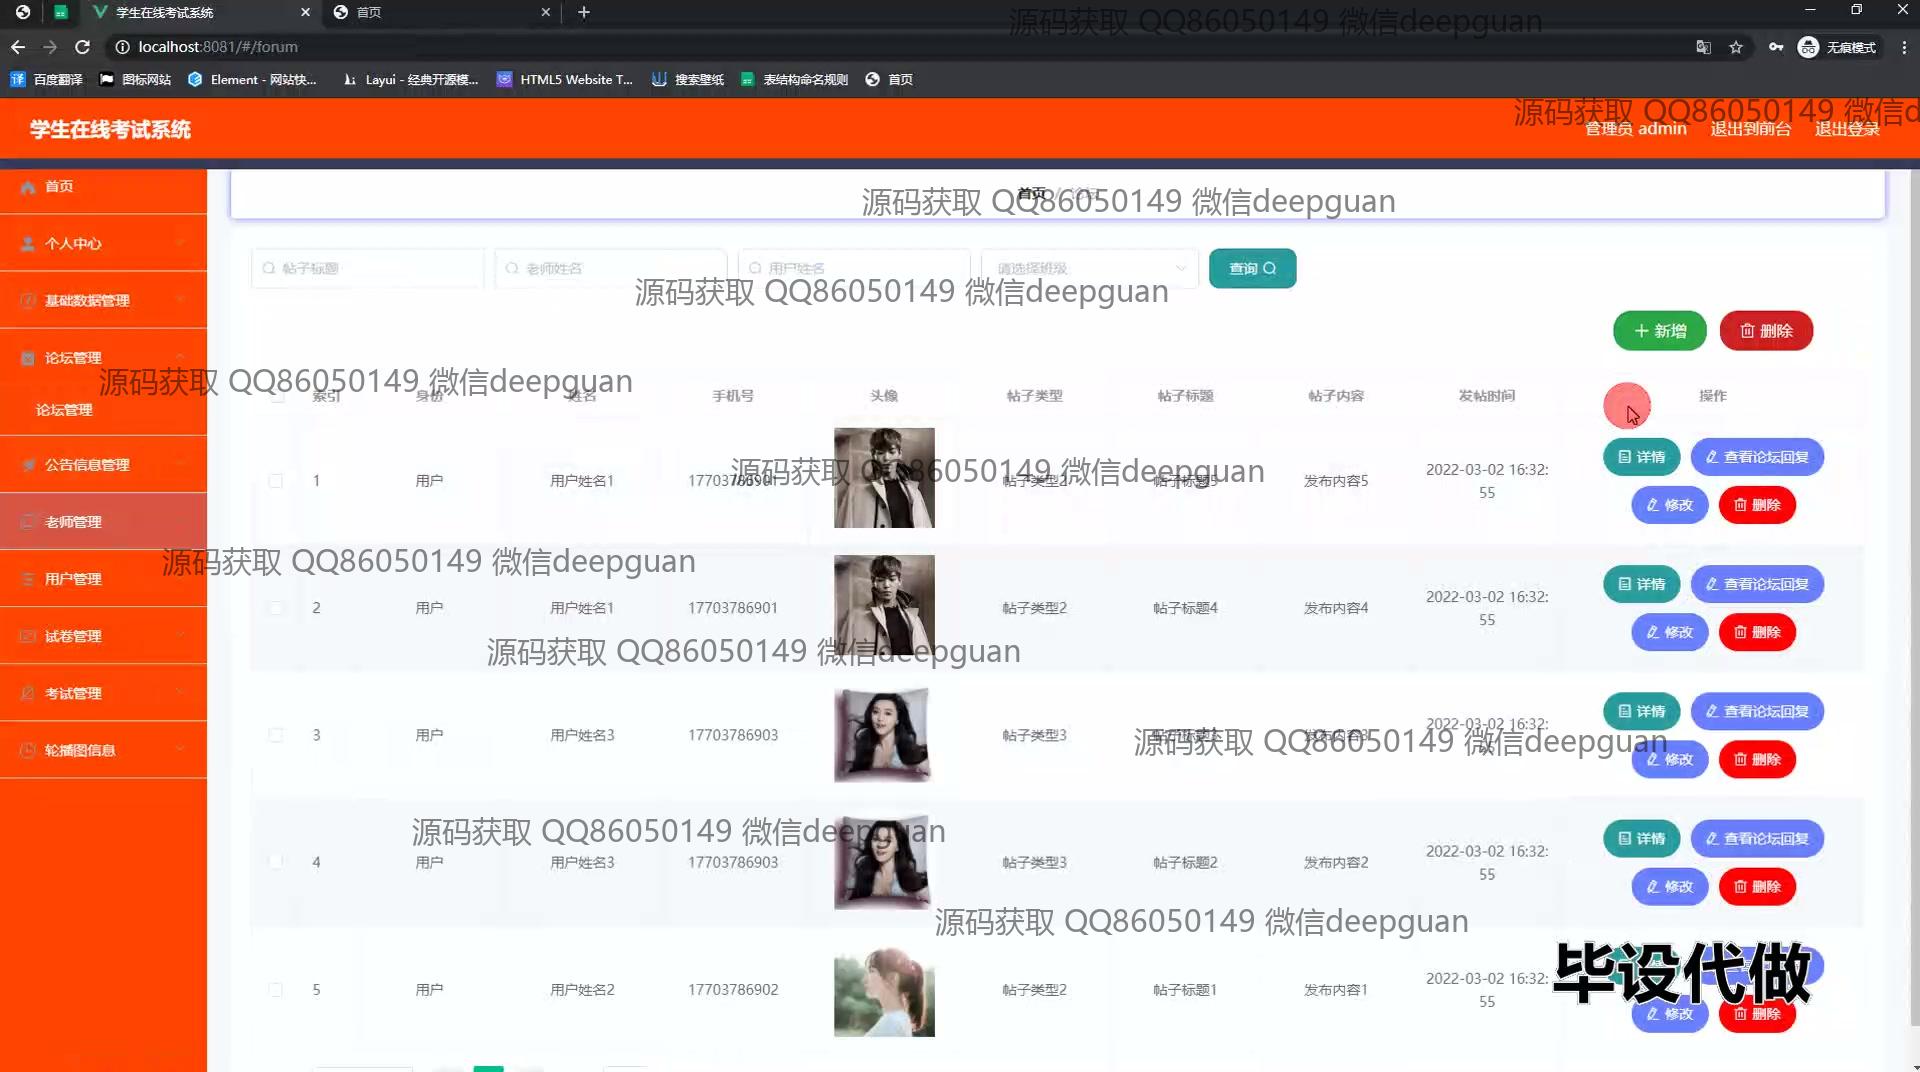 学生在线考试系统
首页
localhost:8081/#/forum
无痕模式
百度翻译
图标网站
Element - 网站快...
Layui - 经典开源模...
HTML5 Website T...
搜索壁纸
表结构命名规则
首页
源码获取 QQ86050149 微信deepguan
学生在线考试系统
管理员 admin
退出到前台
退出登录
源码获取 QQ86050149 微信d
首页
个人中心
基础数据管理
论坛管理
论坛管理
公告信息管理
老师管理
用户管理
试卷管理
考试管理
轮播图信息
首页
源码获取 QQ86050149 微信deepguan
帖子标题
老师姓名
用户姓名
请选择班级
查询
源码获取 QQ86050149 微信deepguan
新增
删除
源码获取 QQ86050149 微信deepguan
索引 身份 姓名 手机号 头像 帖子类型 帖子标题 帖子内容 发帖时间 操作
1 用户 用户姓名1 17703786901 帖子类型2 帖子标题5 发布内容5 2022-03-02 16:32:
55
详情 查看论坛回复
修改 删除
源码获取 QQ86050149 微信deepguan
源码获取 QQ86050149 微信deepguan
2 用户 用户姓名1 17703786901 帖子类型2 帖子标题4 发布内容4 2022-03-02 16:32:
55
详情 查看论坛回复
修改 删除
源码获取 QQ86050149 微信deepguan
3 用户 用户姓名3 17703786903 帖子类型3 帖子标题3 发布内容3 2022-03-02 16:32:
详情 查看论坛回复
修改 删除
源码获取 QQ86050149 微信deepguan
源码获取 QQ86050149 微信deepguan
4 用户 用户姓名3 17703786903 帖子类型3 帖子标题2 发布内容2 2022-03-02 16:32:
55
详情 查看论坛回复
修改 删除
源码获取 QQ86050149 微信deepguan
5 用户 用户姓名2 17703786902 帖子类型2 帖子标题1 发布内容1 2022-03-02 16:32:
55
修改 删除
毕设代做